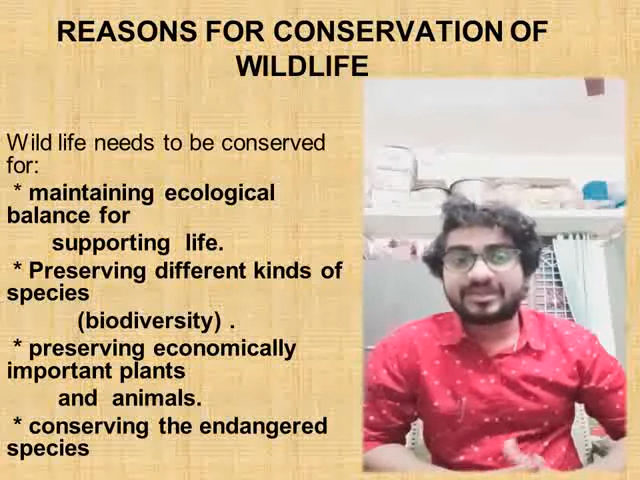 REASONS FOR CONSERVATION OF
WILDLIFE
Wild life needs to be conserved
for:
* maintaining ecological
balance for
supporting life.
* Preserving different kinds of
species
(biodiversity) .
* preserving economically
important plants
and animals.
* conserving the endangered
species